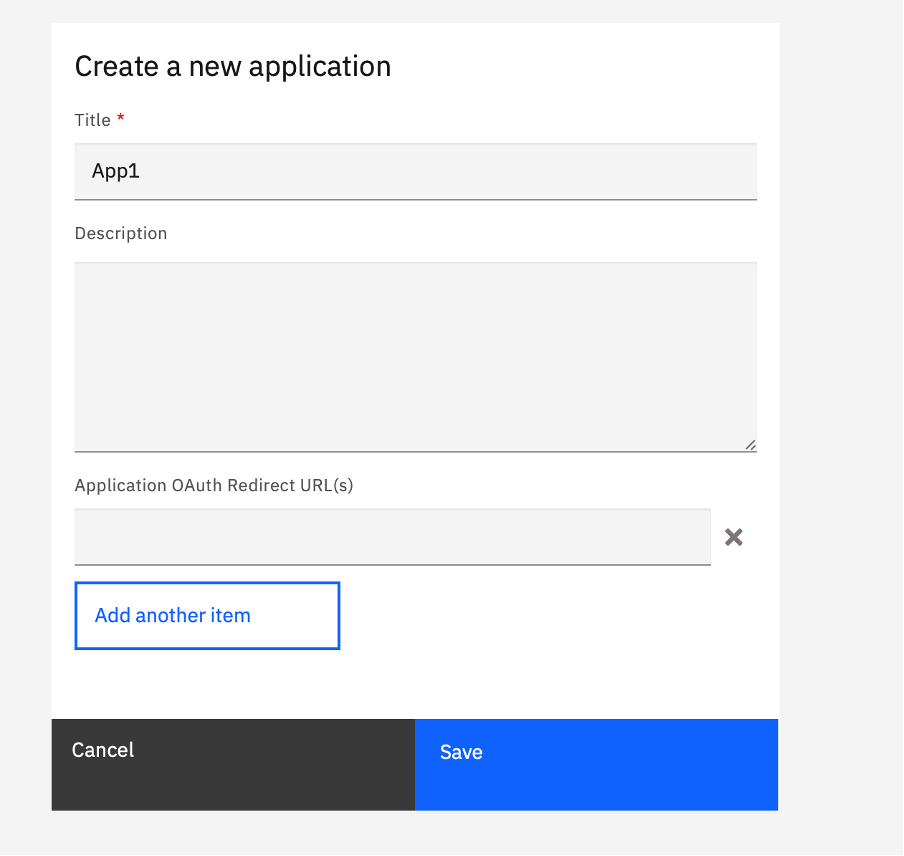 Create a new application
Title *
App1
Description
Application OAuth Redirect URL(s)
Add another item
Cancel
Save